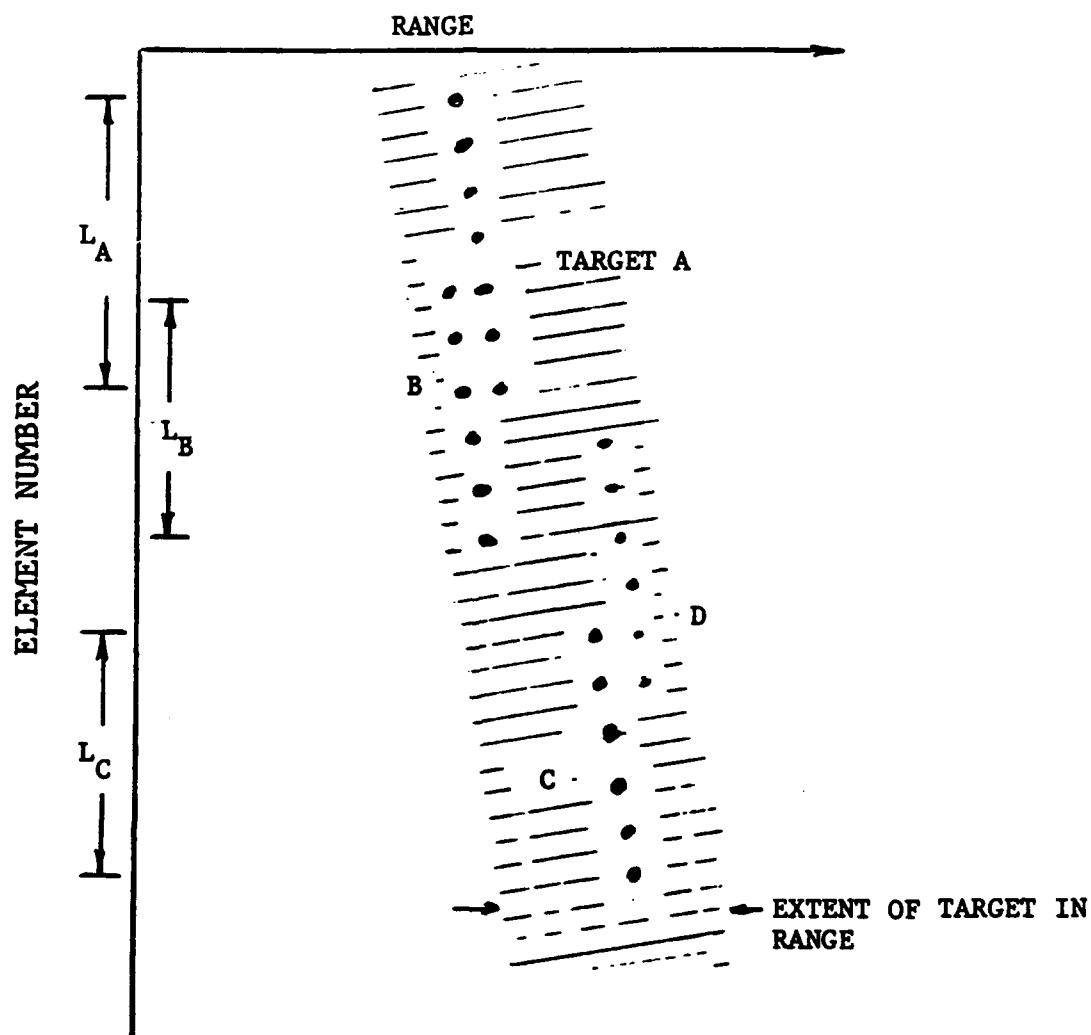 RANGE
L_A
TARGET A
B
L_B
ELEMENT NUMBER
D
L_C
C
EXTENT OF TARGET IN
RANGE